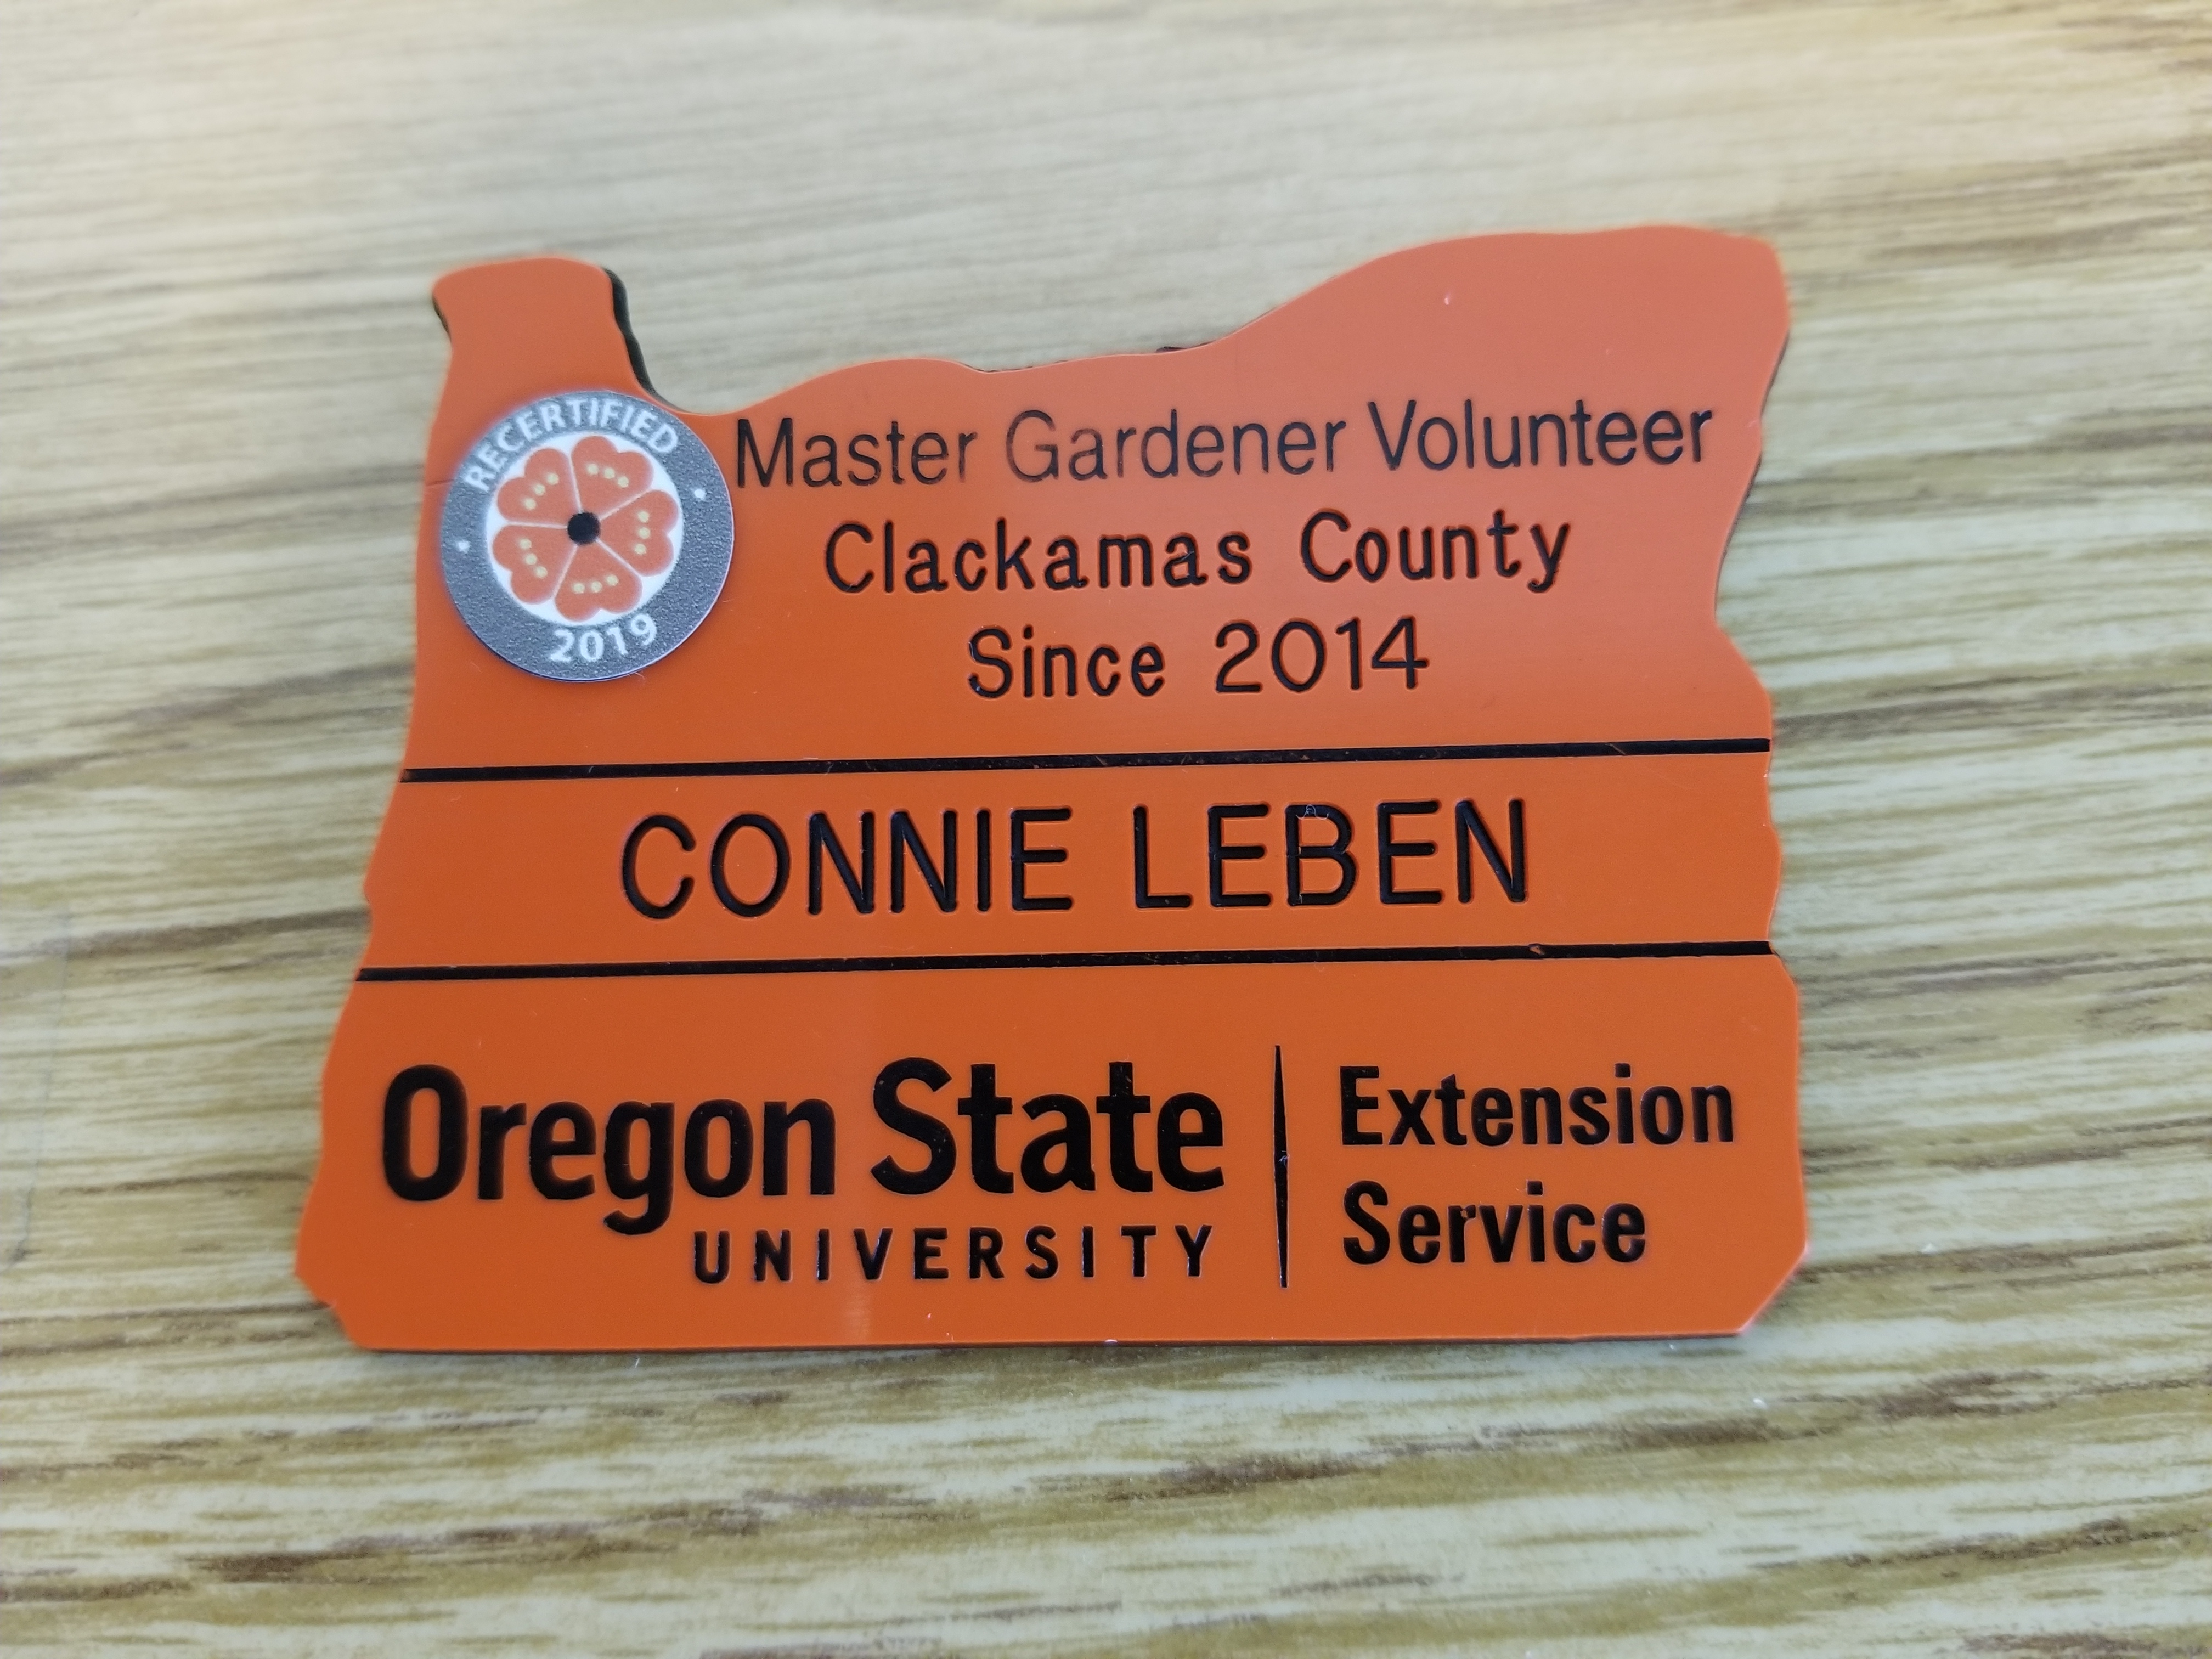 RECERTIFIED
2019
Master Gardener Volunteer
Clackamas County
Since 2014
CONNIE LEBEN
Oregon State
UNIVERSITY
Extension
Service